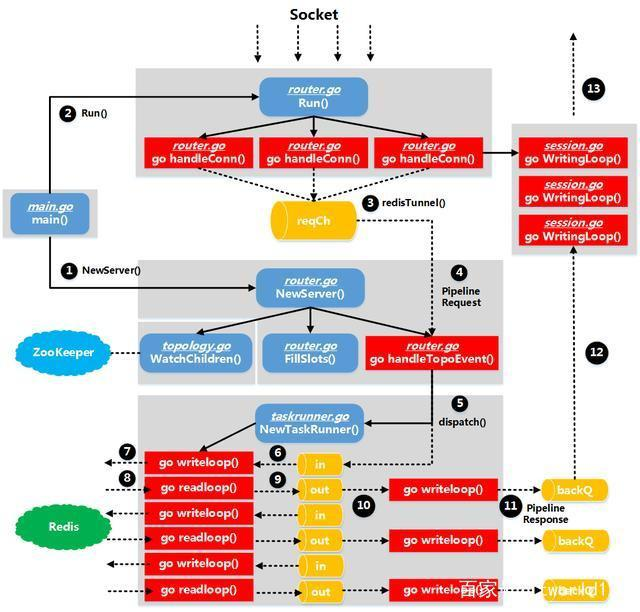 Socket
router.go
Run()
2 Run()
13
router.go
go handleConn()
router.go
go handleConn()
router.go
go handleConn()
session.go
go WritingLoop()
session.go
go WritingLoop()
session.go
go WritingLoop()
main.go
main()
reqCh
3 redisTunnel()
1 NewServer()
router.go
NewServer()
4
Pipeline
Request
ZooKeeper
topology.go
WatchChildren()
router.go
FillSlots()
router.go
go handleTopoEvent()
12
taskrunner.go
NewTaskRunner()
5
dispatch()
7
go writeloop()
6
in
8
go readloop()
9
out
10
go writeloop()
11
Pipeline
Response
backQ
Redis
go writeloop()
in
go readloop()
out
go writeloop()
backQ
go writeloop()
in
go readloop()
out
go writeloop()
backQ
百家